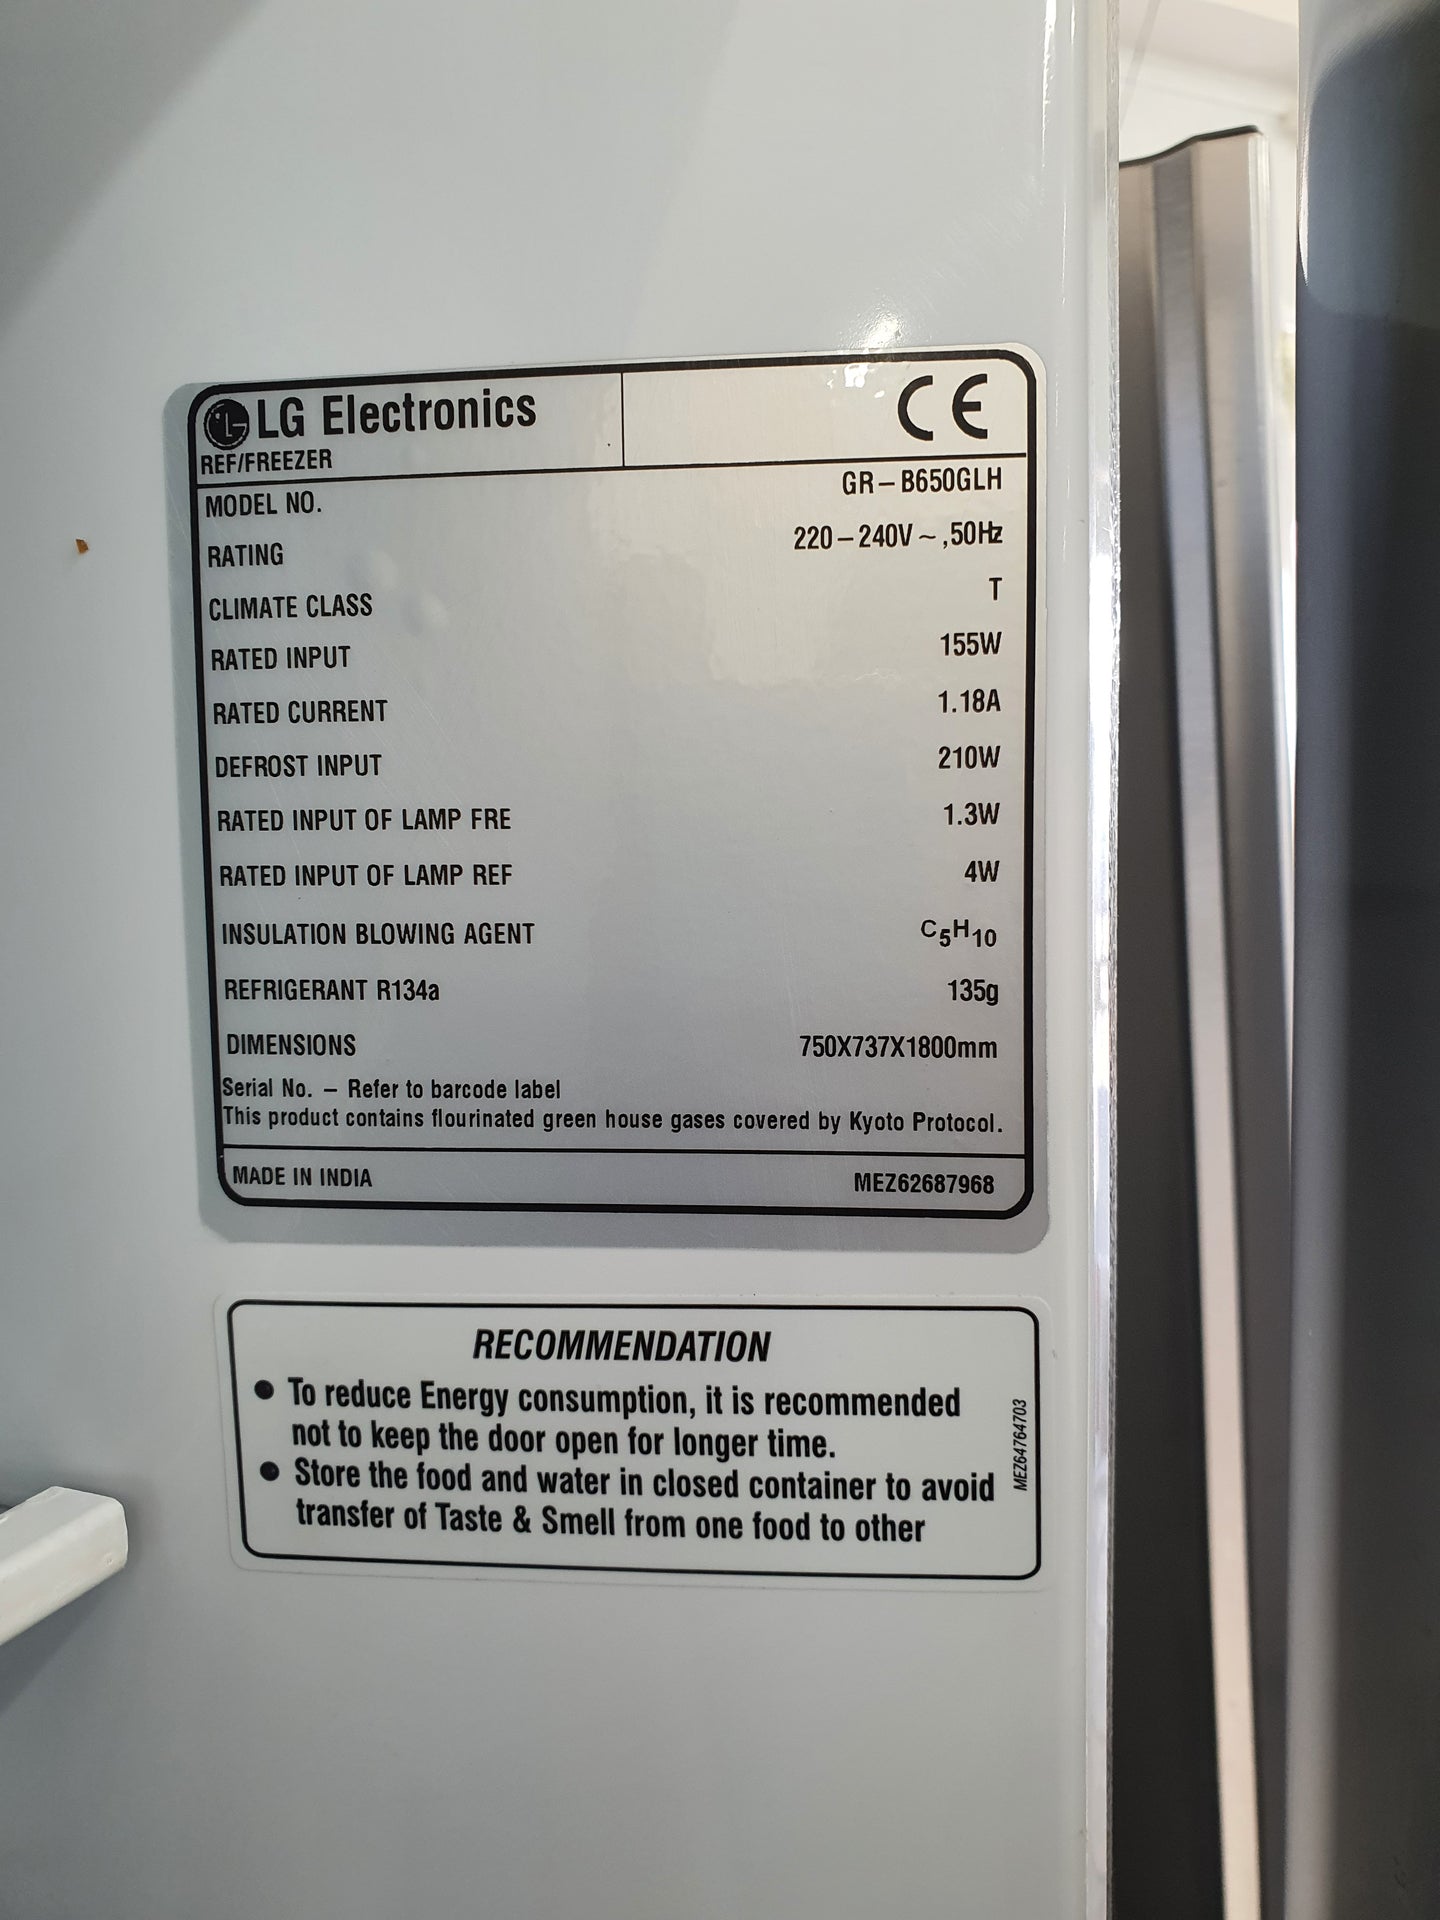 LG LG Electronics CE
REF/FREEZER
MODEL NO. GR-B650GLH
RATING 220-240V~,50Hz
CLIMATE CLASS T
RATED INPUT 155W
RATED CURRENT 1.18A
DEFROST INPUT 210W
RATED INPUT OF LAMP FRE 1.3W
RATED INPUT OF LAMP REF 4W
INSULATION BLOWING AGENT C5H10
REFRIGERANT R134a 135g
DIMENSIONS 750X737X1800mm
Serial No. – Refer to barcode label
This product contains flourinated green house gases covered by Kyoto Protocol.
MADE IN INDIA MEZ62687968
RECOMMENDATION
● To reduce Energy consumption, it is recommended
not to keep the door open for longer time.
● Store the food and water in closed container to avoid
transfer of Taste & Smell from one food to other
MEZ64764703